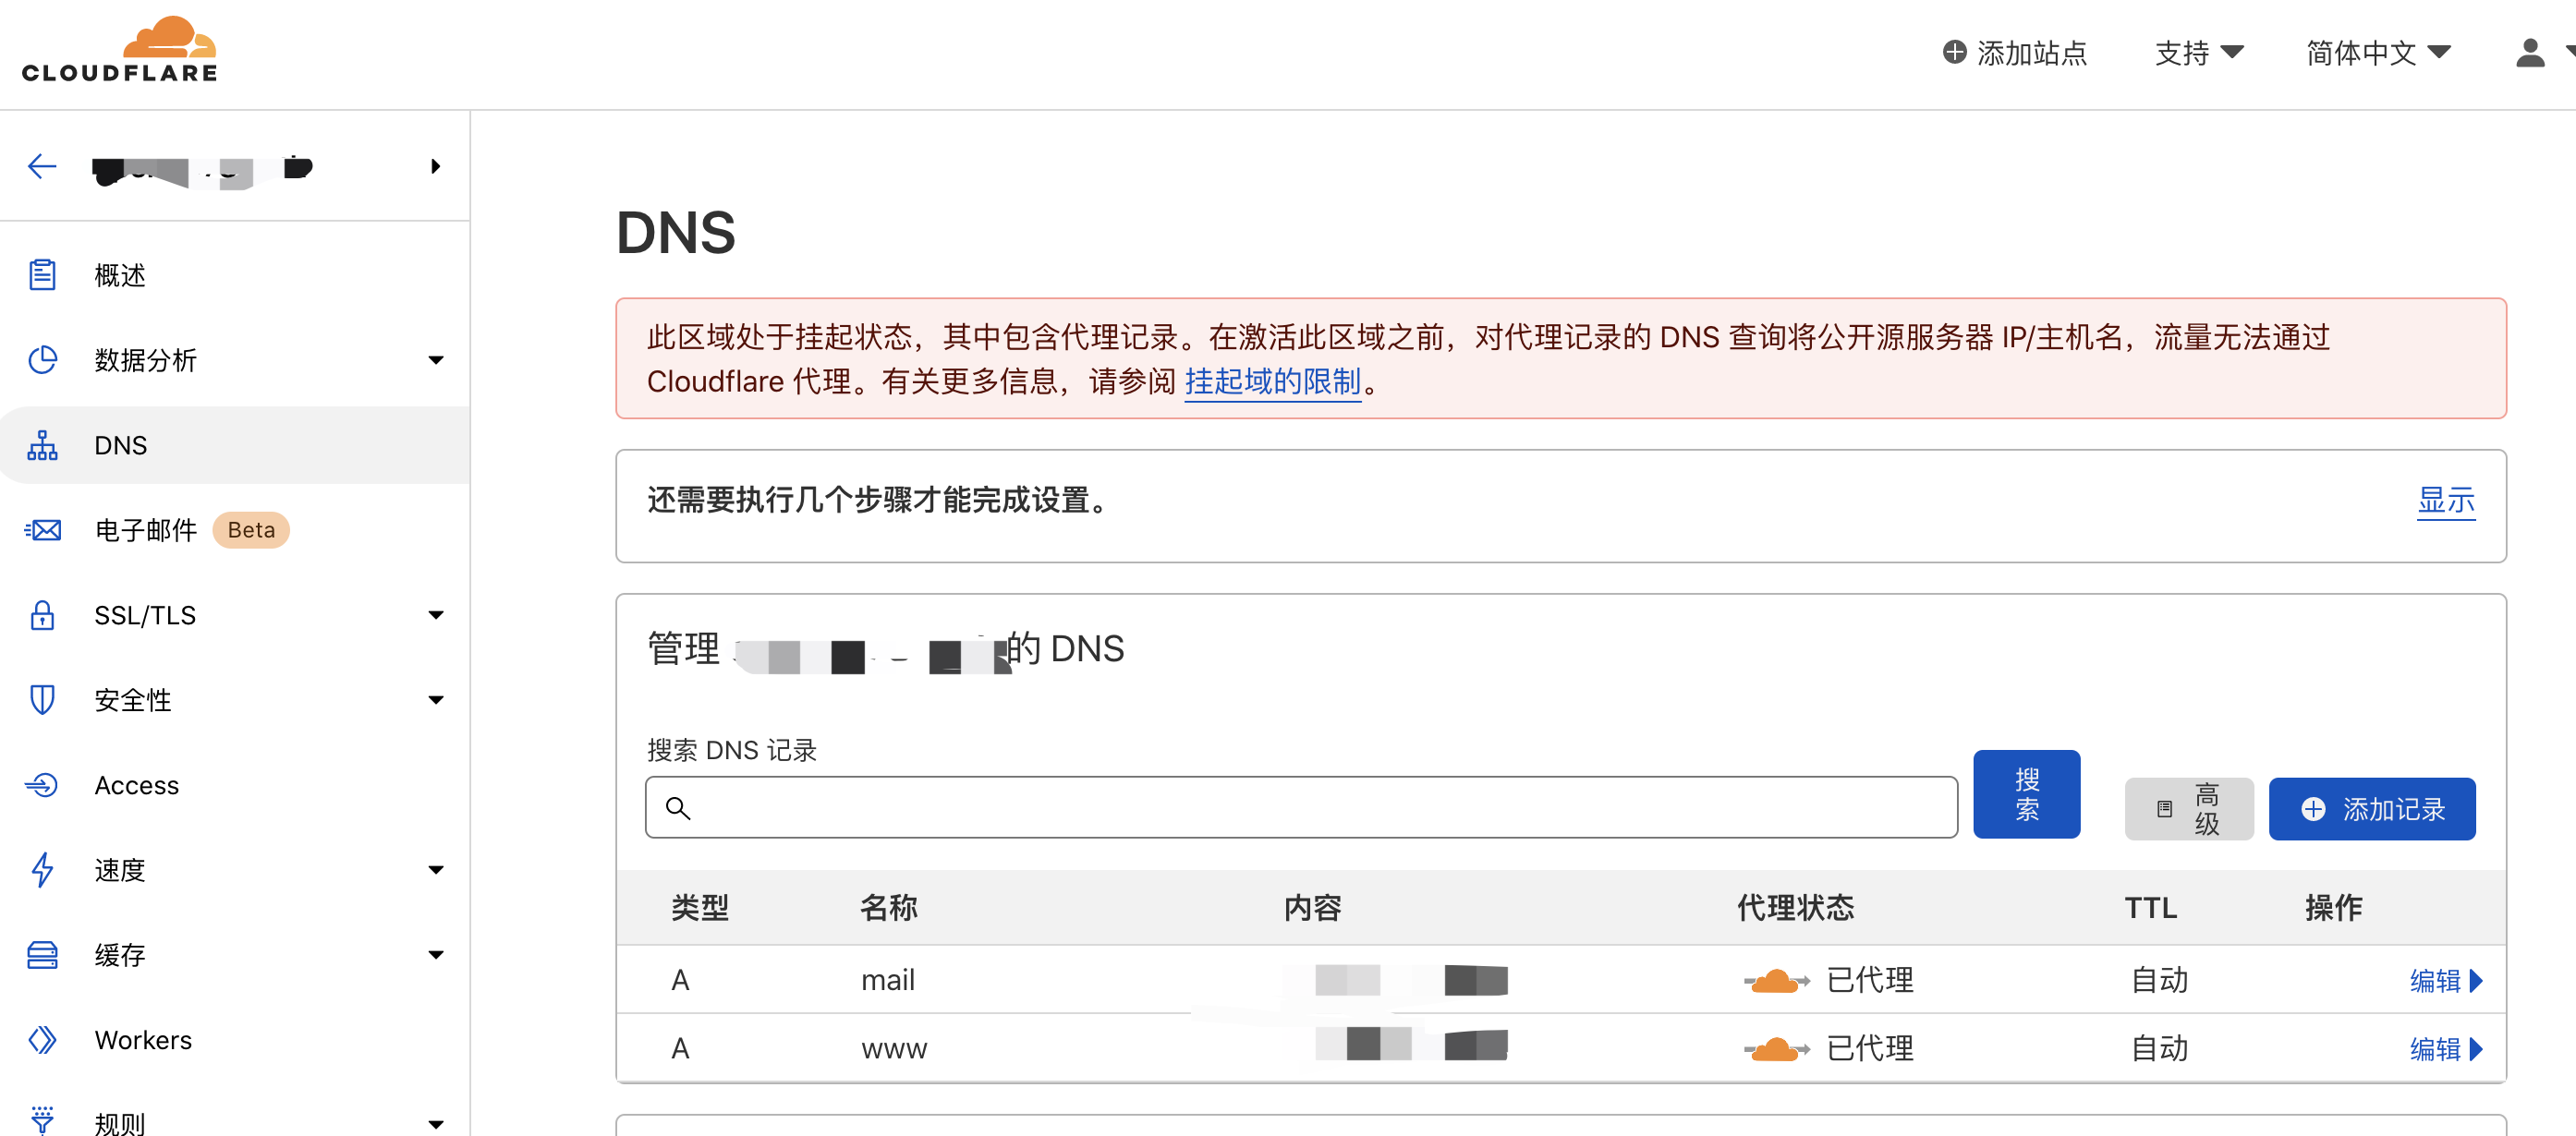 CLOUDFLARE
添加站点
支持
简体中文
概述
数据分析
DNS
电子邮件 Beta
SSL/TLS
安全性
Access
速度
缓存
Workers
规则
DNS
此区域处于挂起状态，其中包含代理记录。在激活此区域之前，对代理记录的 DNS 查询将公开源服务器 IP/主机名，流量无法通过
Cloudflare 代理。有关更多信息，请参阅 挂起域的限制。
还需要执行几个步骤才能完成设置。
显示
管理 的 DNS
搜索 DNS 记录
搜
索
高
级
添加记录
类型 名称 内容 代理状态 TTL 操作
A mail 已代理 自动 编辑
A www 已代理 自动 编辑